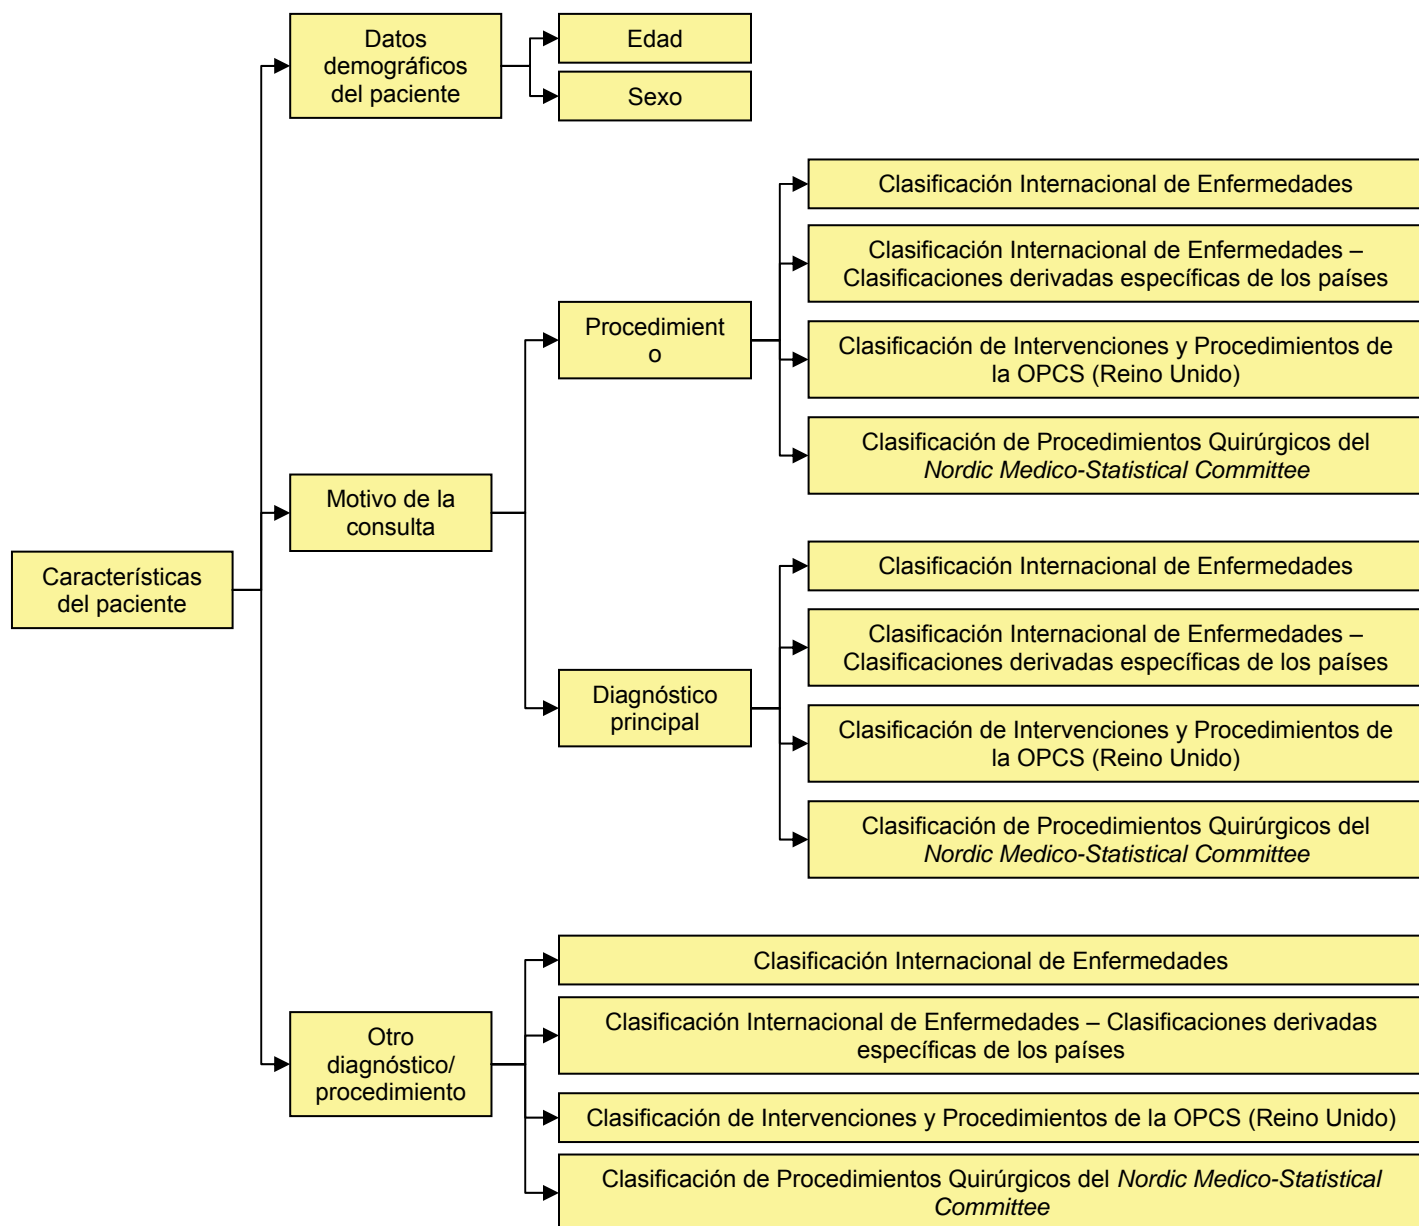 Datos
demográficos
del paciente
Edad
Sexo
Clasificación Internacional de Enfermedades
Clasificación Internacional de Enfermedades –
Clasificaciones derivadas específicas de los países
Procedimient
o
Clasificación de Intervenciones y Procedimientos de
la OPCS (Reino Unido)
Clasificación de Procedimientos Quirúrgicos del
Nordic Medico-Statistical Committee
Motivo de la
consulta
Características
del paciente
Clasificación Internacional de Enfermedades
Clasificación Internacional de Enfermedades –
Clasificaciones derivadas específicas de los países
Diagnóstico
principal
Clasificación de Intervenciones y Procedimientos de
la OPCS (Reino Unido)
Clasificación de Procedimientos Quirúrgicos del
Nordic Medico-Statistical Committee
Otro
diagnóstico/
procedimiento
Clasificación Internacional de Enfermedades
Clasificación Internacional de Enfermedades – Clasificaciones derivadas
específicas de los países
Clasificación de Intervenciones y Procedimientos de la OPCS (Reino Unido)
Clasificación de Procedimientos Quirúrgicos del Nordic Medico-Statistical
Committee